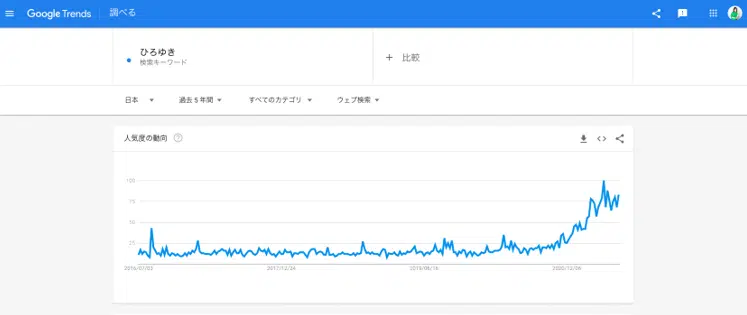 Google Trends 調べる
ひろゆき
検索キーワード
+ 比較
日本 過去 5 年間 すべてのカテゴリ ウェブ検索
人気度の動向
100
75
50
25
2016/07/03 2017/12/24 2019/06/16 2020/12/06